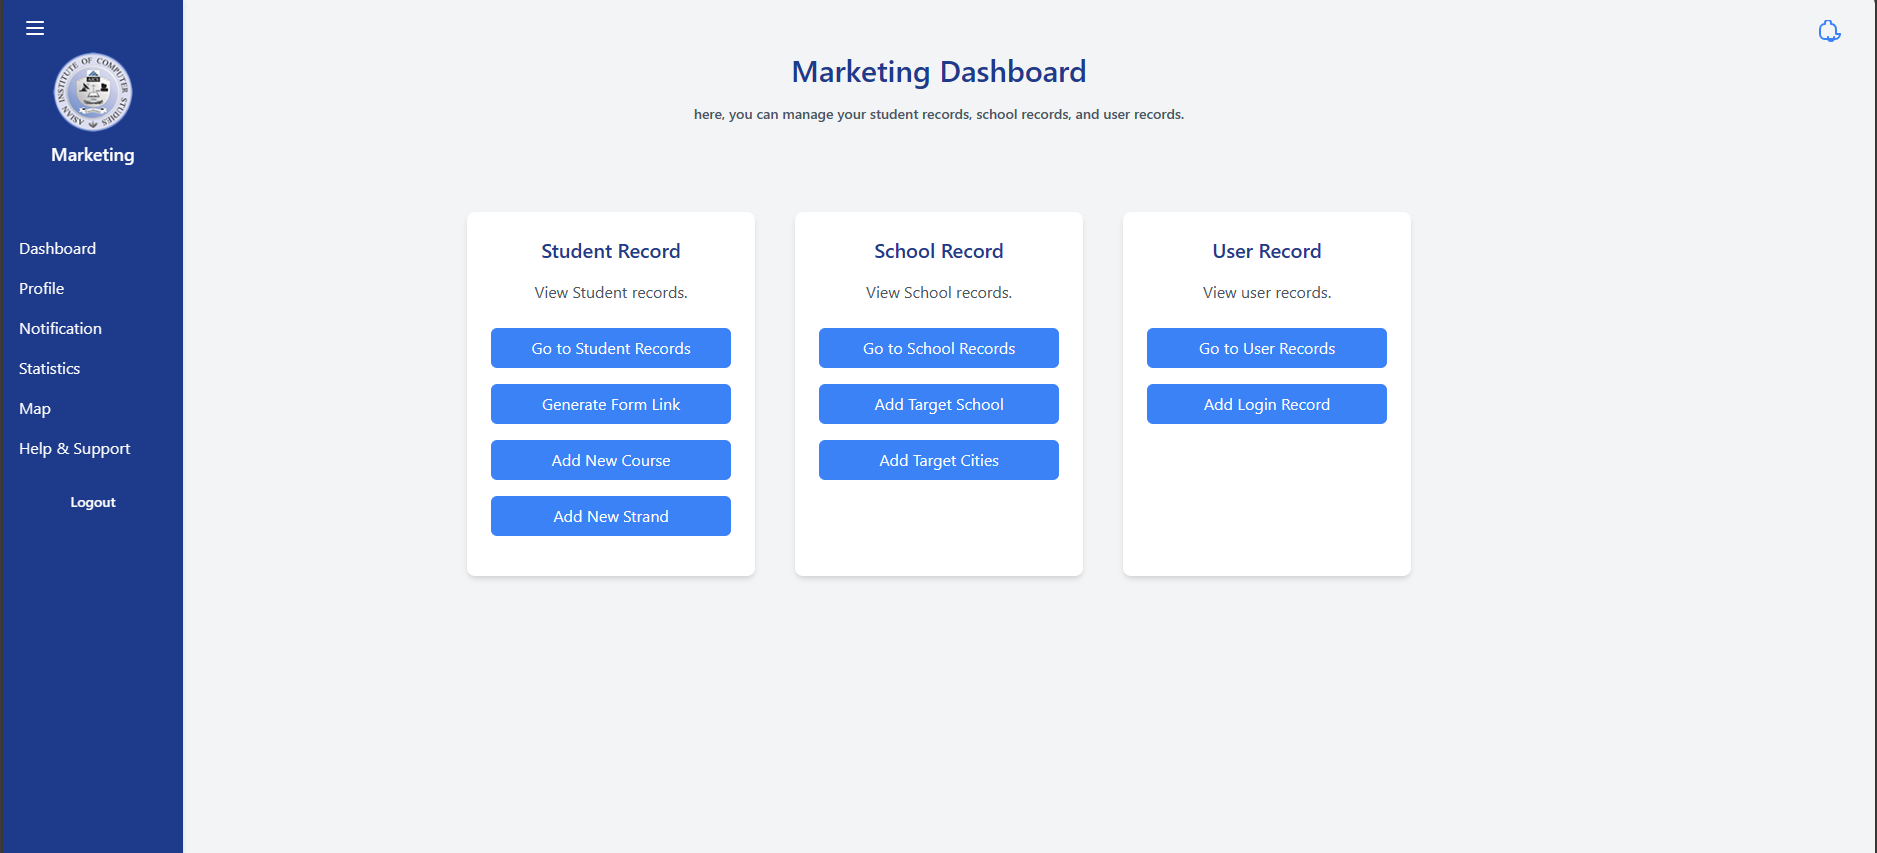 ASIAN INSTITUTE OF COMPUTER STUDIES
AICS
Marketing
Dashboard
Profile
Notification
Statistics
Map
Help & Support
Logout
Marketing Dashboard
here, you can manage your student records, school records, and user records.
Student Record
View Student records.
Go to Student Records
Generate Form Link
Add New Course
Add New Strand
School Record
View School records.
Go to School Records
Add Target School
Add Target Cities
User Record
View user records.
Go to User Records
Add Login Record